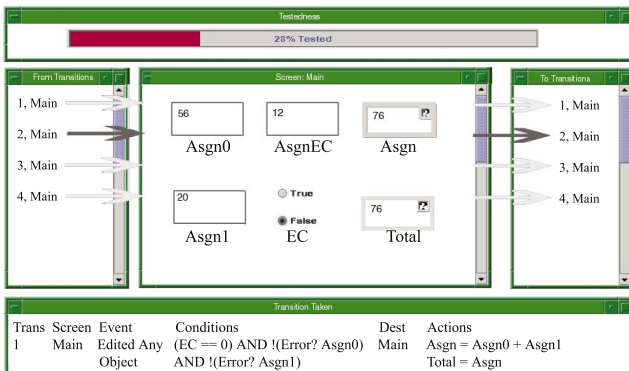 Testedness
28% Tested
From Transitions
Screen: Main
To Transitions
1, Main
2, Main
3, Main
4, Main
56
Asgn0
12
AsgnEC
76 ?
Asgn
20
Asgn1
True
False
EC
76 ?
Total
1, Main
2, Main
3, Main
4, Main
Transition Taken
Trans Screen Event Conditions Dest Actions
1 Main Edited Any (EC == 0) AND !(Error? Asgn0) Main Asgn = Asgn0 + Asgn1
Object AND !(Error? Asgn1) Total = Asgn